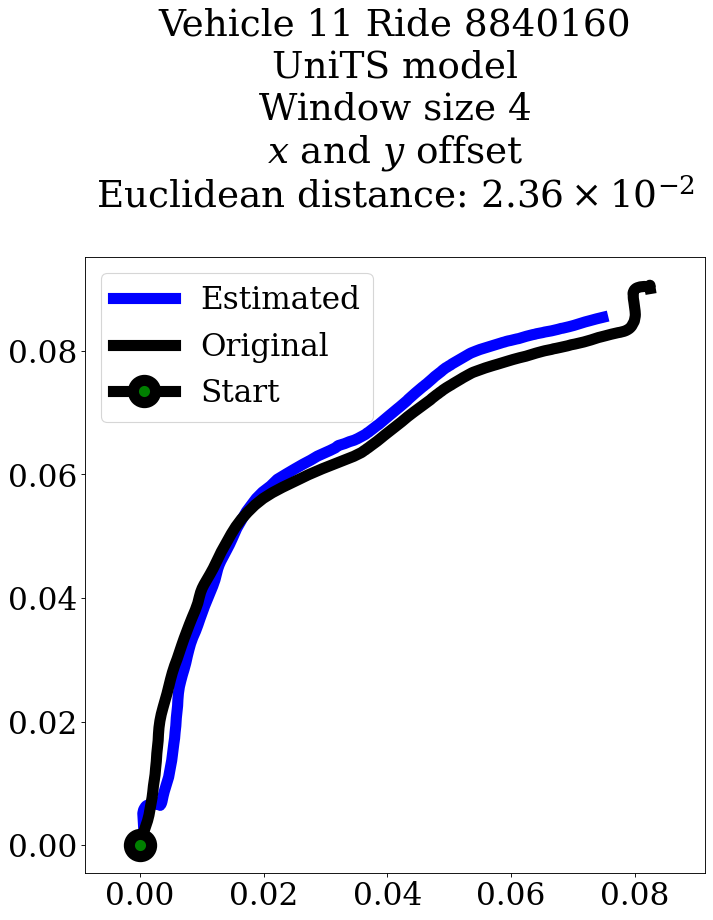 Vehicle 11 Ride 8840160
UniTS model
Window size 4
x and y offset
Euclidean distance: 2.36 × 10⁻²
Estimated
Original
Start
0.08
0.06
0.04
0.02
0.00
0.00 0.02 0.04 0.06 0.08